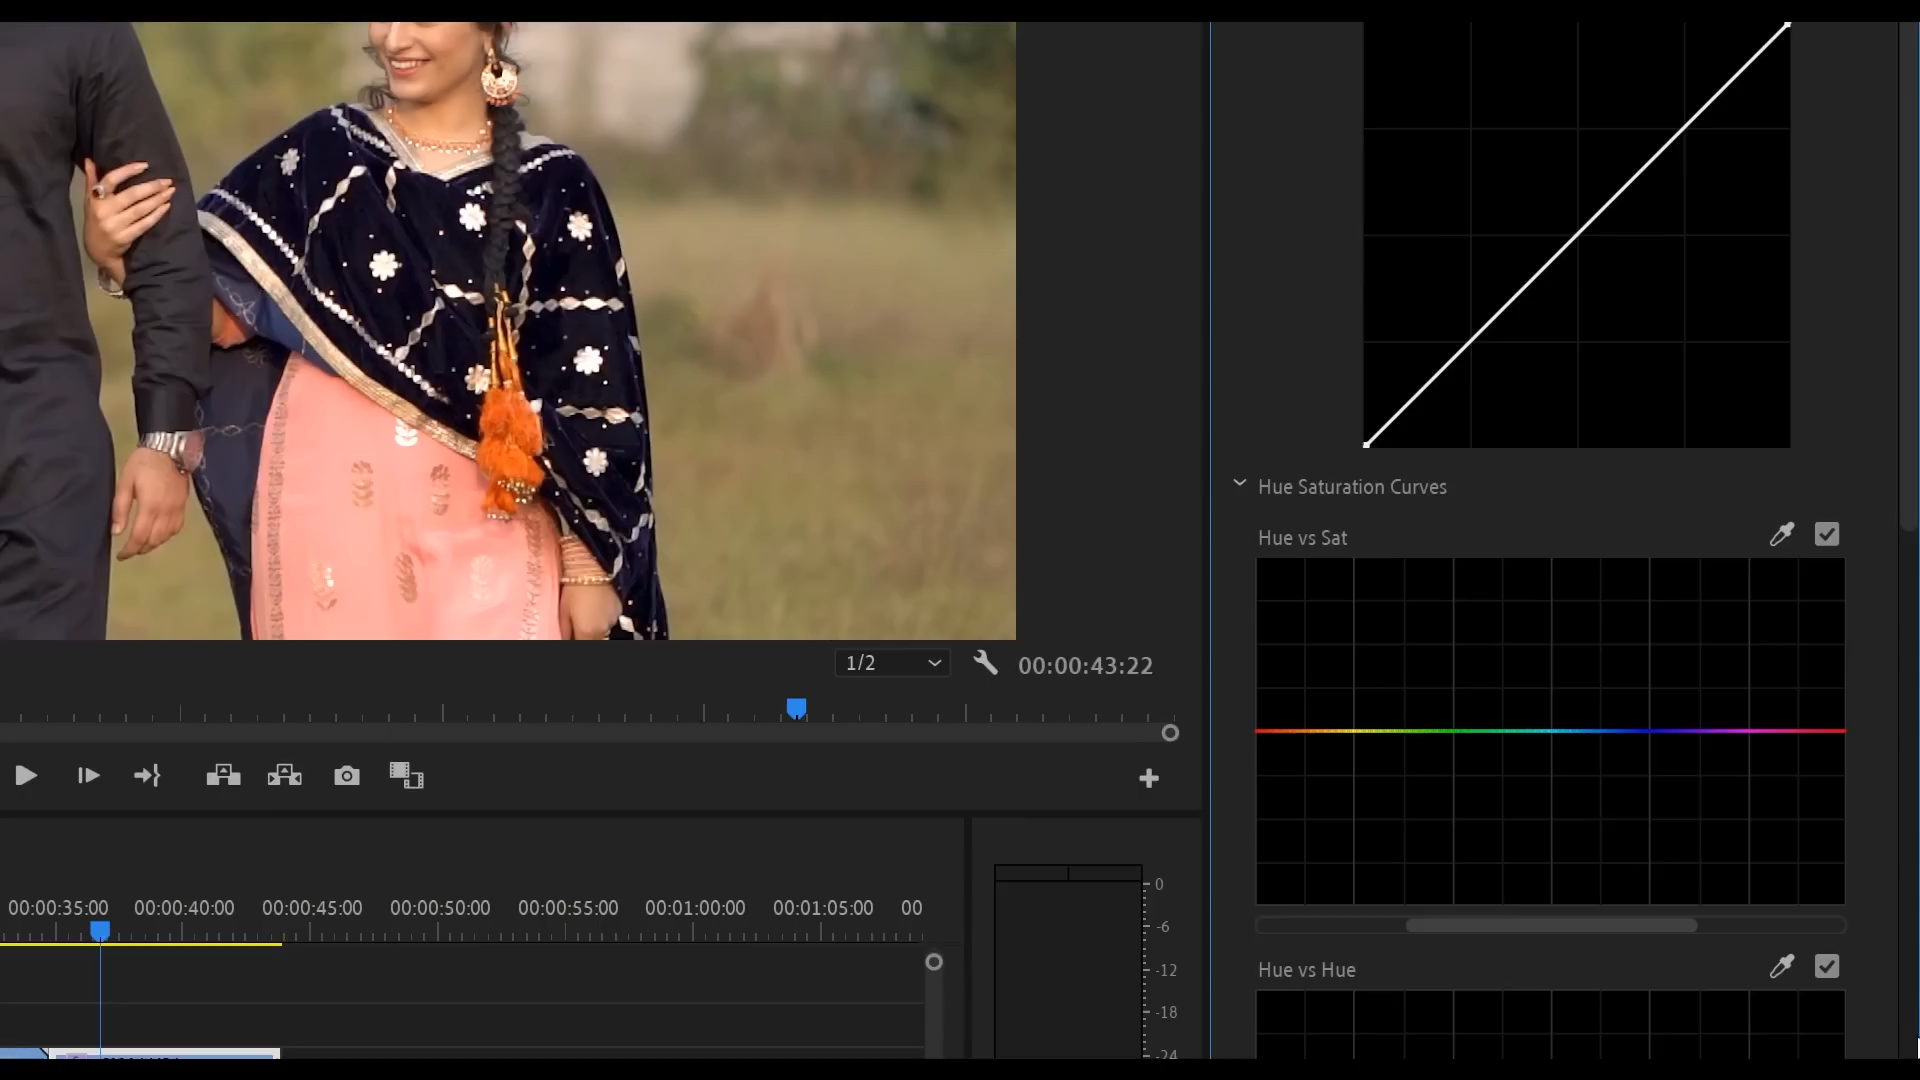 Hue Saturation Curves
Hue vs Sat
1/2
00:00:43:22
00:00:35:00 00:00:40:00 00:00:45:00 00:00:50:00 00:00:55:00 00:01:00:00 00:01:05:00 00
0
-6
-12
-18
-24
Hue vs Hue